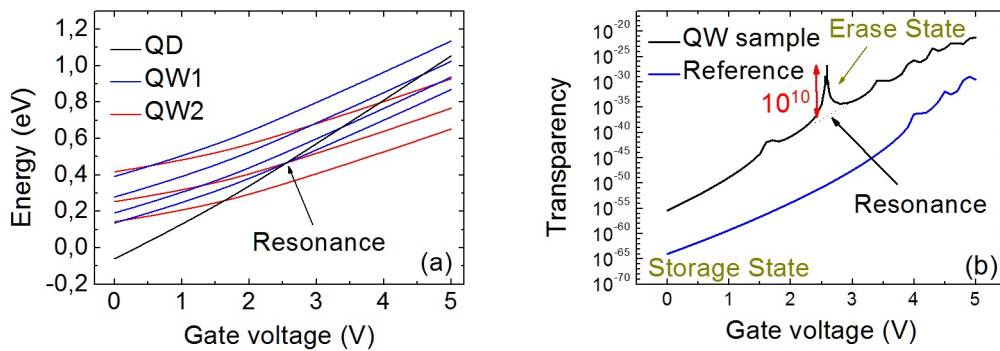 Energy (eV)
1,2
1,0
0,8
0,6
0,4
0,2
0,0
-0,2
QD
QW1
QW2
Resonance
(a)
0 1 2 3 4 5
Gate voltage (V)
Transparency
10⁻²⁰
10⁻²⁵
10⁻³⁰
10⁻³⁵
10⁻⁴⁰
10⁻⁴⁵
10⁻⁵⁰
10⁻⁵⁵
10⁻⁶⁰
10⁻⁶⁵
10⁻⁷⁰
QW sample
Reference
Erase State
10¹⁰
Resonance
Storage State
(b)
0 1 2 3 4 5
Gate voltage (V)